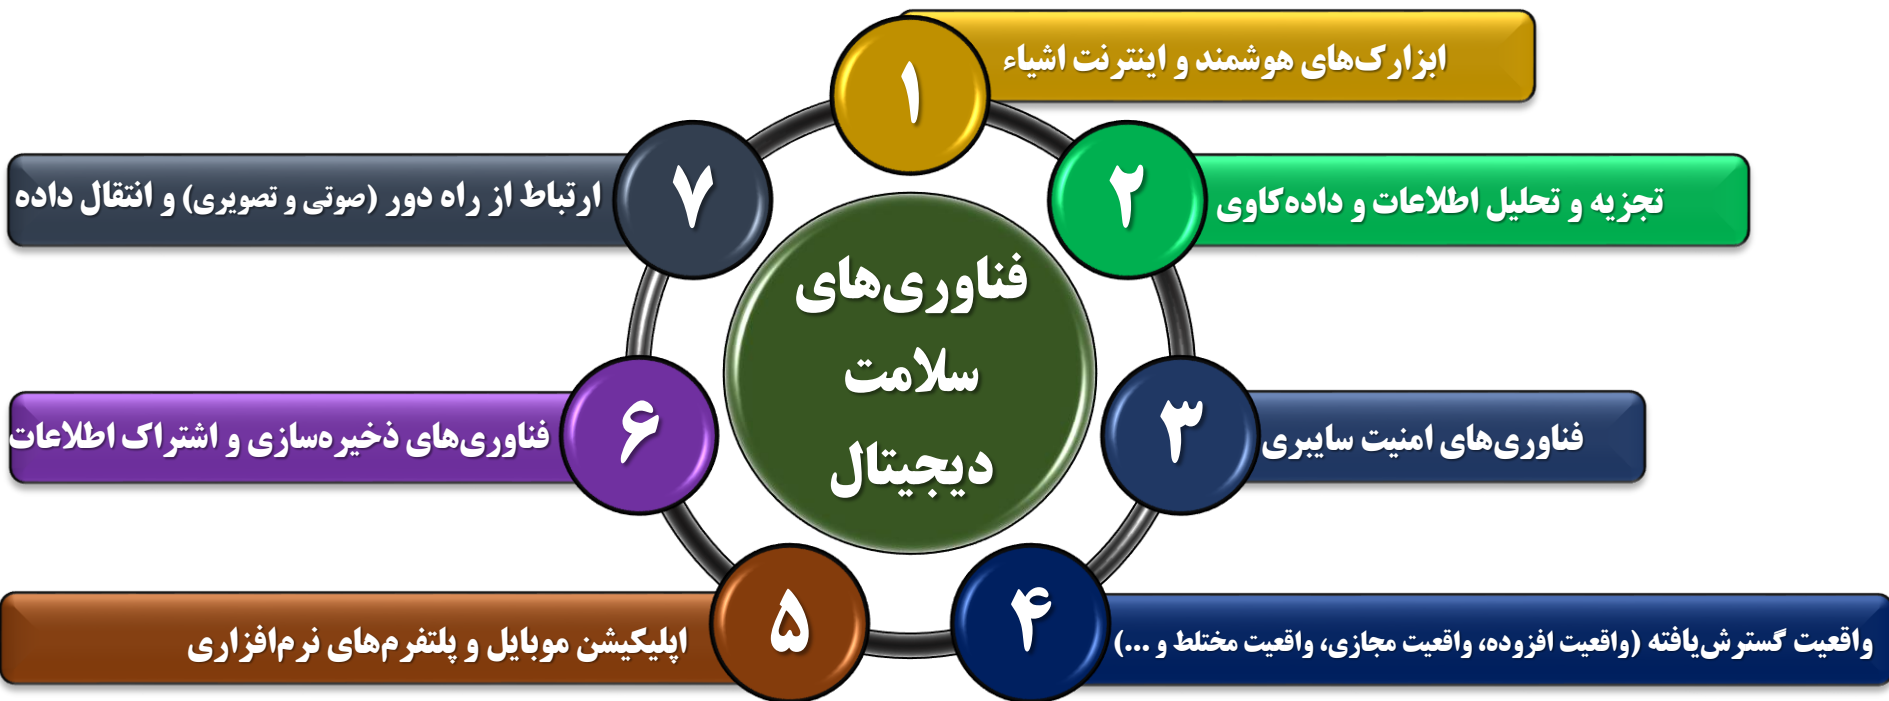 فناوری‌های
سلامت
دیجیتال
۱
ابزارک‌های هوشمند و اینترنت اشیاء
۲
تجزیه و تحلیل اطلاعات و داده‌کاوی
۳
فناوری‌های امنیت سایبری
۴
واقعیت گسترش‌یافته (واقعیت افزوده، واقعیت مجازی، واقعیت مختلط و ...)
۵
اپلیکیشن موبایل و پلتفرم‌های نرم‌افزاری
۶
فناوری‌های ذخیره‌سازی و اشتراک اطلاعات
۷
ارتباط از راه دور (صوتی و تصویری) و انتقال داده